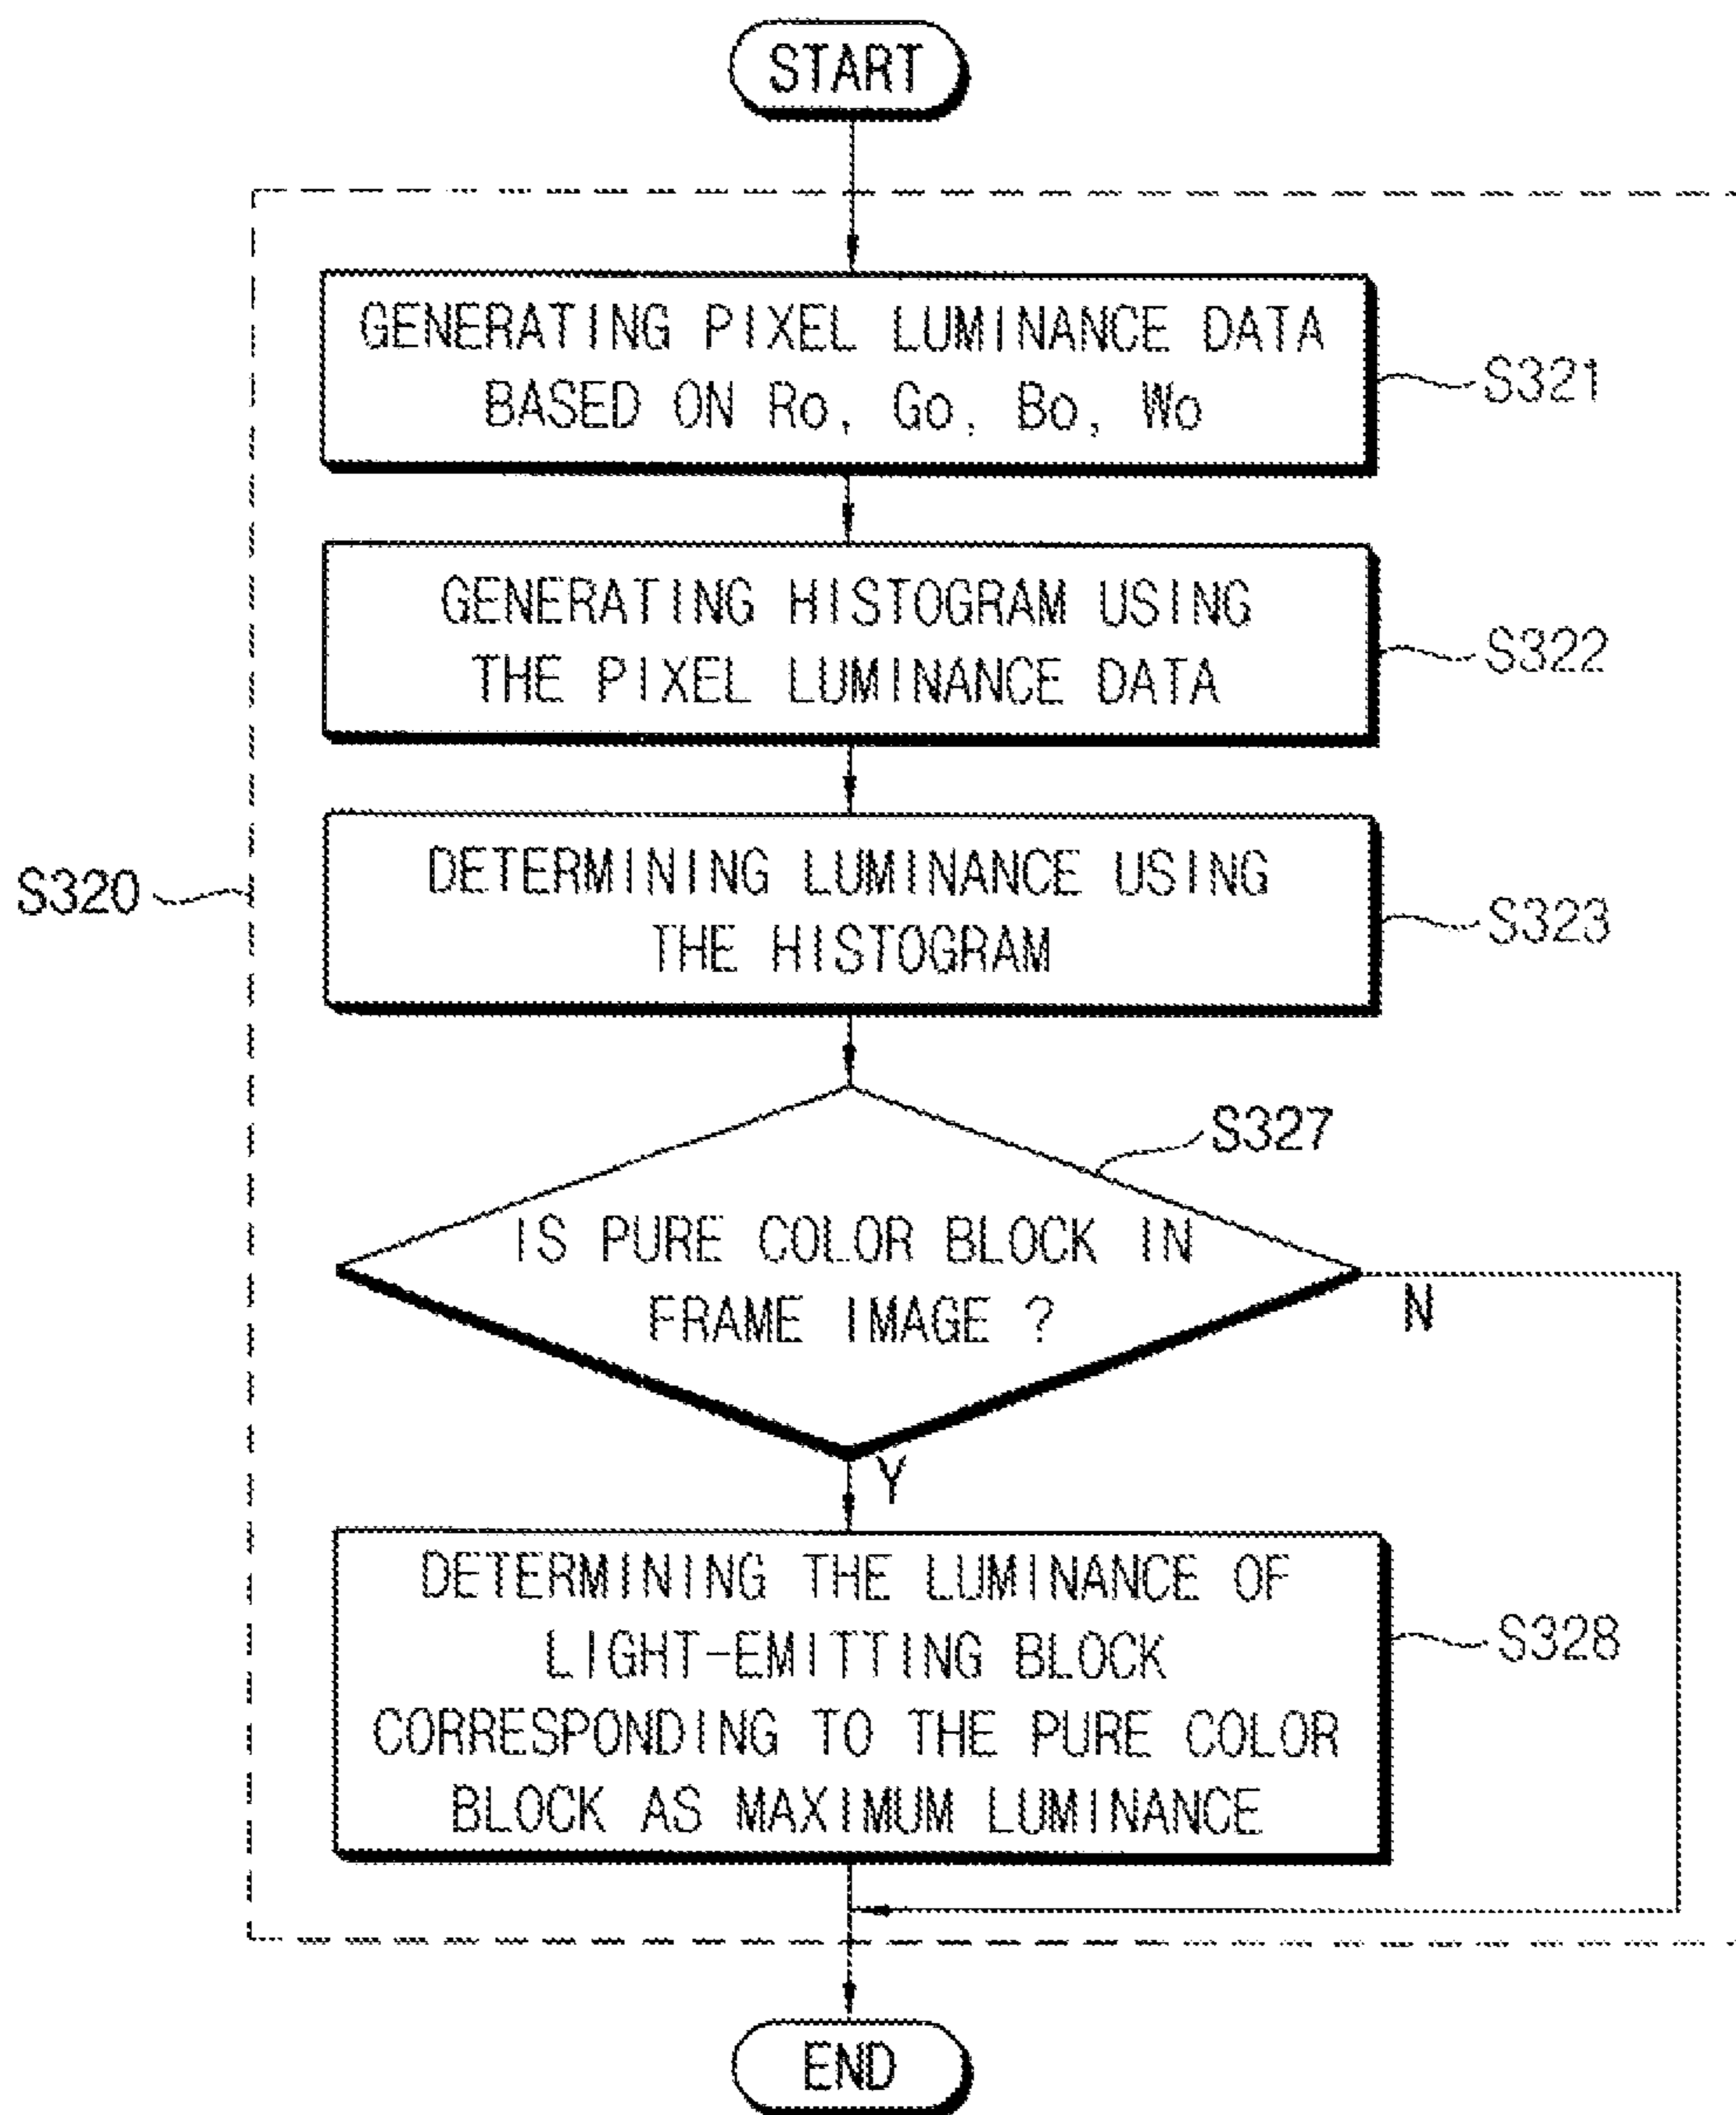 START
GENERATING PIXEL LUMINANCE DATA
BASED ON Ro, Go, Bo, Wo
S321
GENERATING HISTOGRAM USING
THE PIXEL LUMINANCE DATA
S322
DETERMINING LUMINANCE USING
THE HISTOGRAM
S323
S320
S327
IS PURE COLOR BLOCK IN
FRAME IMAGE ?
N
Y
DETERMINING THE LUMINANCE OF
LIGHT-EMITTING BLOCK
CORRESPONDING TO THE PURE COLOR
BLOCK AS MAXIMUM LUMINANCE
S328
END